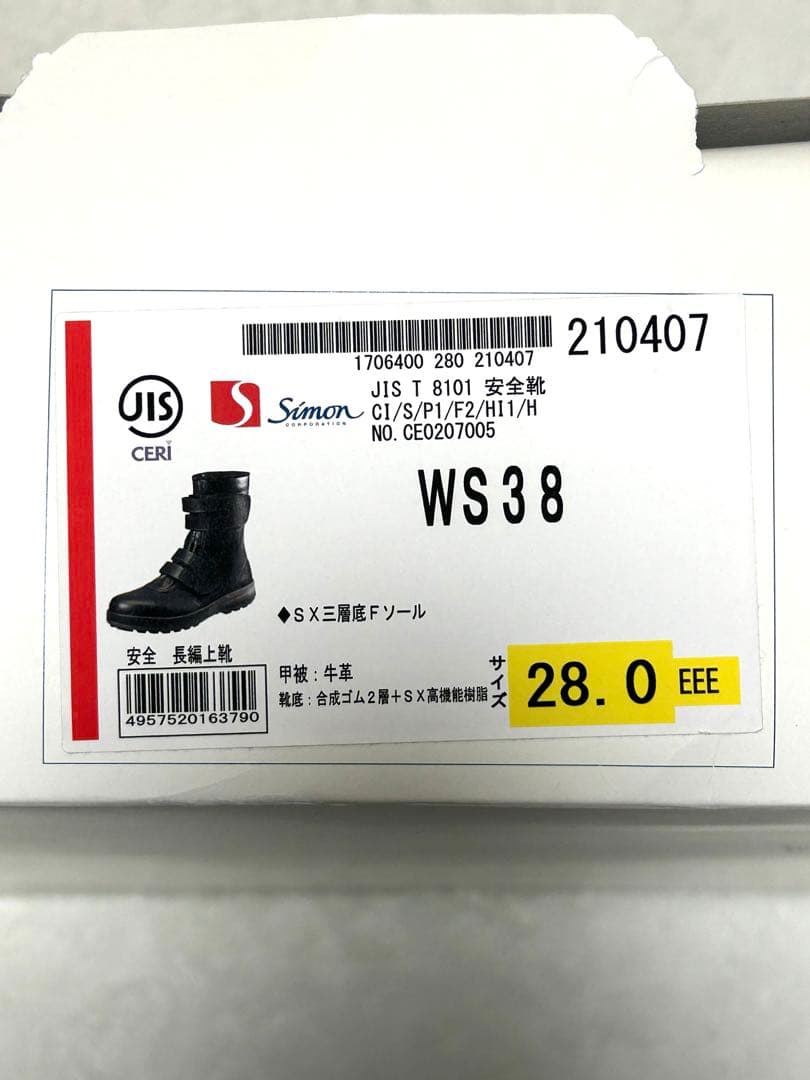 210407
1706400 280 210407
JIS
CERI
S
Simon
CORPORATION
JIS T 8101 安全靴
CI/S/P1/F2/HI1/H
NO.CE0207005
WS38
◆SX三層底Fソール
安全 長編上靴
4957520163790
甲被:牛革
靴底:合成ゴム2層+SX高機能樹脂
サイズ
28.0
EEE